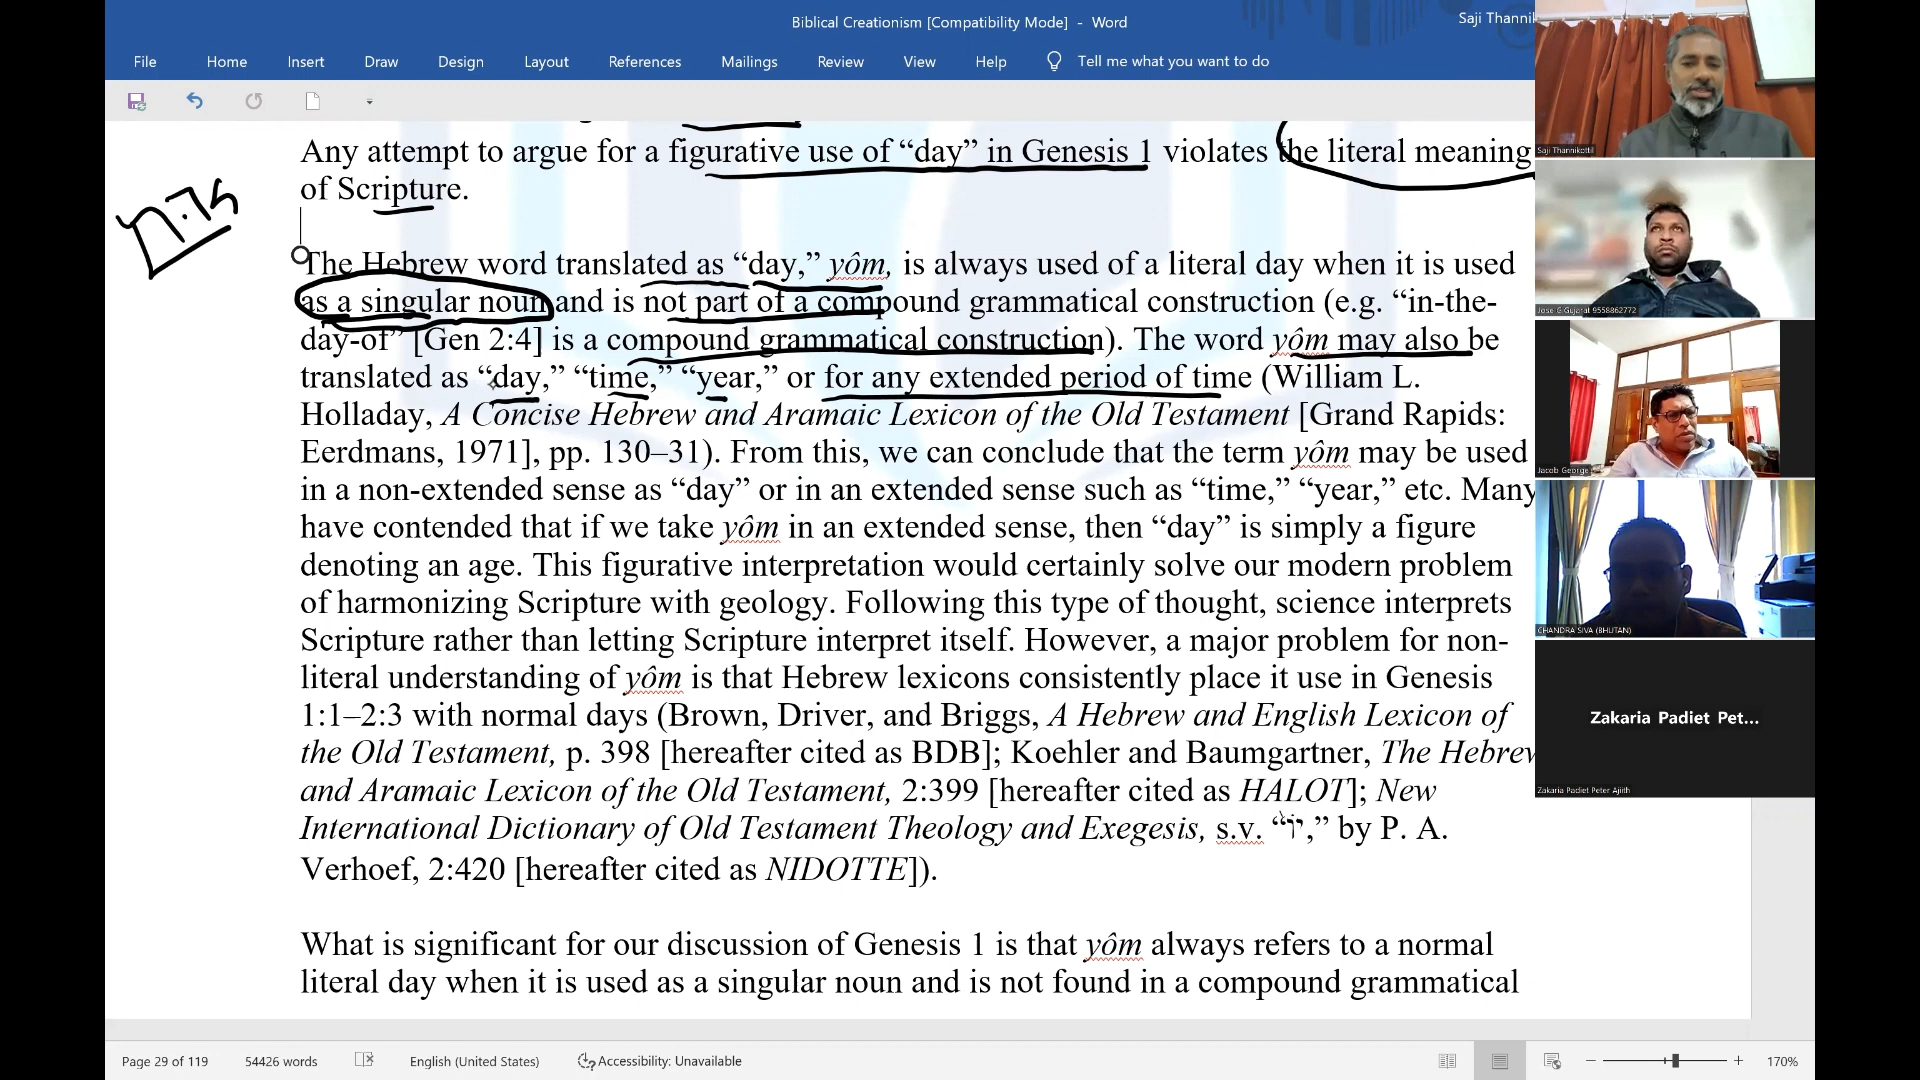 Biblical Creationism [Compatibility Mode] - Word
Saji Thannik
File Home Insert Draw Design Layout References Mailings Review View Help Tell me what you want to do
Any attempt to argue for a figurative use of “day” in Genesis 1 violates the literal meaning
of Scripture.
The Hebrew word translated as “day,” yôm, is always used of a literal day when it is used
as a singular noun and is not part of a compound grammatical construction (e.g. “in-the-
day-of” [Gen 2:4] is a compound grammatical construction). The word yôm may also be
translated as “day,” “time,” “year,” or for any extended period of time (William L.
Holladay, A Concise Hebrew and Aramaic Lexicon of the Old Testament [Grand Rapids:
Eerdmans, 1971], pp. 130–31). From this, we can conclude that the term yôm may be used
in a non-extended sense as “day” or in an extended sense such as “time,” “year,” etc. Many
have contended that if we take yôm in an extended sense, then “day” is simply a figure
denoting an age. This figurative interpretation would certainly solve our modern problem
of harmonizing Scripture with geology. Following this type of thought, science interprets
Scripture rather than letting Scripture interpret itself. However, a major problem for non-
literal understanding of yôm is that Hebrew lexicons consistently place it use in Genesis
1:1–2:3 with normal days (Brown, Driver, and Briggs, A Hebrew and English Lexicon of
the Old Testament, p. 398 [hereafter cited as BDB]; Koehler and Baumgartner, The Hebrew
and Aramaic Lexicon of the Old Testament, 2:399 [hereafter cited as HALOT]; New
International Dictionary of Old Testament Theology and Exegesis, s.v. “ by P. A.
Verhoef, 2:420 [hereafter cited as NIDOTTE]).
What is significant for our discussion of Genesis 1 is that yôm always refers to a normal
literal day when it is used as a singular noun and is not found in a compound grammatical
Page 29 of 119 54426 words English (United States) Accessibility: Unavailable 170%
Saji Thannikottil
Jose G Gujarat 9558862772
Jacob George
CHANDRA SIVA (BHUTAN)
Zakaria Padiet Pet...
Zakaria Padiet Peter Ajiith